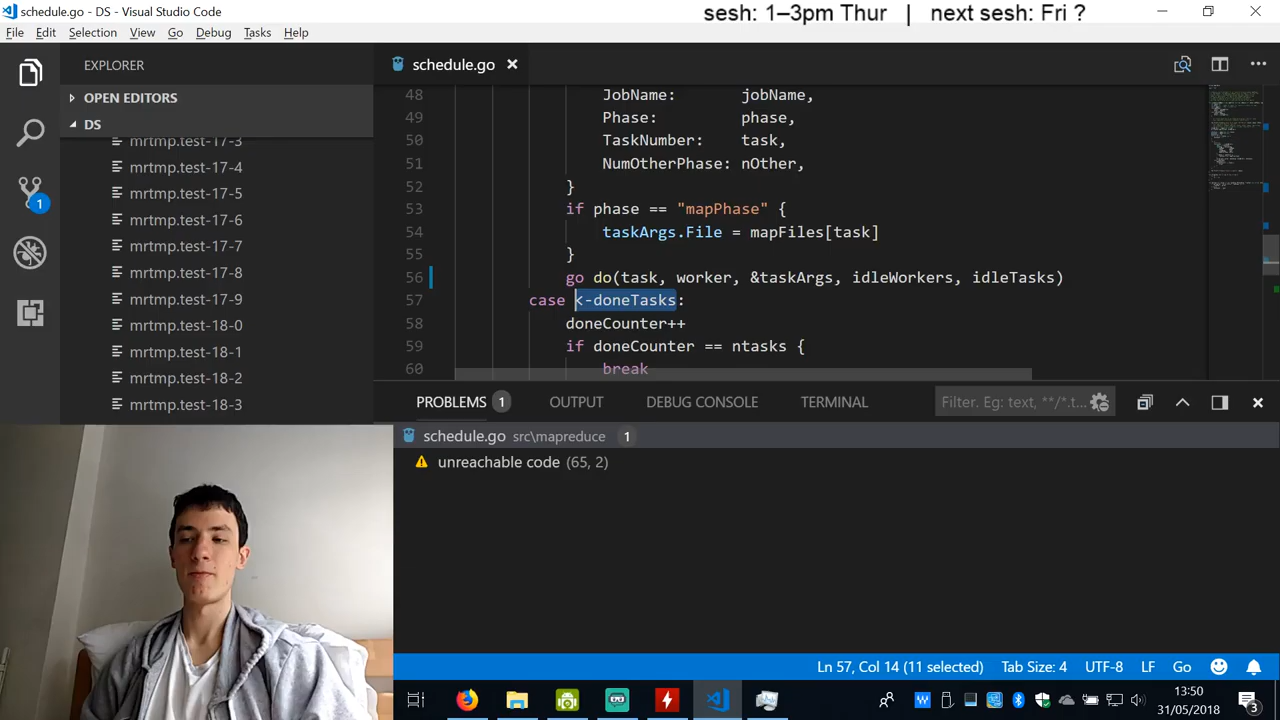 schedule.go - DS - Visual Studio Code
sesh: 1–3pm Thur | next sesh: Fri ?
File Edit Selection View Go Debug Tasks Help
EXPLORER
OPEN EDITORS
DS
mrtmp.test-17-3
mrtmp.test-17-4
mrtmp.test-17-5
mrtmp.test-17-6
mrtmp.test-17-7
mrtmp.test-17-8
mrtmp.test-17-9
mrtmp.test-18-0
mrtmp.test-18-1
mrtmp.test-18-2
mrtmp.test-18-3
1
schedule.go
48 JobName: jobName,
49 Phase: phase,
50 TaskNumber: task,
51 NumOtherPhase: nOther,
52 }
53 if phase == "mapPhase" {
54 taskArgs.File = mapFiles[task]
55 }
56 go do(task, worker, &taskArgs, idleWorkers, idleTasks)
57 case <-doneTasks:
58 doneCounter++
59 if doneCounter == ntasks {
60 break
PROBLEMS 1 OUTPUT DEBUG CONSOLE TERMINAL Filter. Eg: text, **/*.t...
schedule.go src\mapreduce 1
unreachable code (65, 2)
Ln 57, Col 14 (11 selected) Tab Size: 4 UTF-8 LF Go
13:50
31/05/2018
3